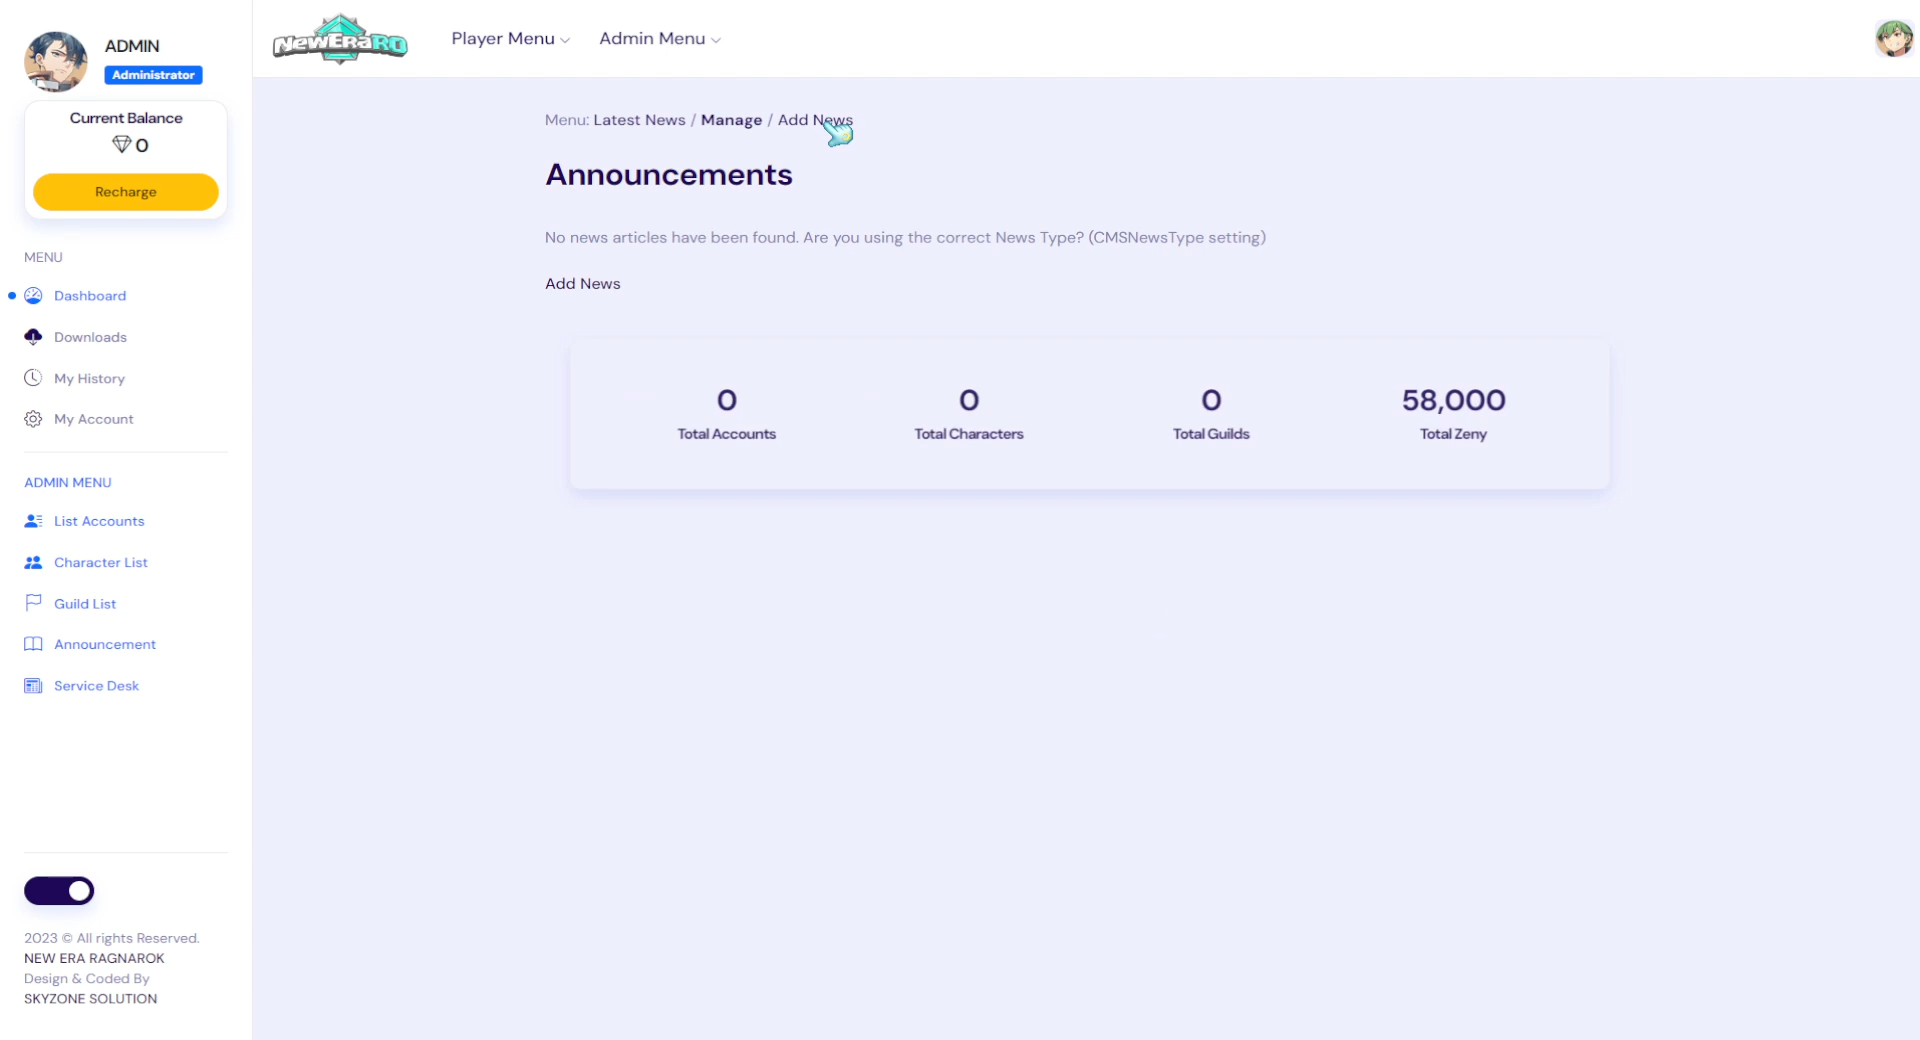 ADMIN
Administrator
Current Balance
0
Recharge
MENU
Dashboard
Downloads
My History
My Account
ADMIN MENU
List Accounts
Character List
Guild List
Announcement
Service Desk
2023 © All rights Reserved.
NEW ERA RAGNAROK
Design & Coded By
SKYZONE SOLUTION
NEWERARO
Player Menu
Admin Menu
Menu: Latest News / Manage / Add News
Announcements
No news articles have been found. Are you using the correct News Type? (CMSNewsType setting)
Add News
0
Total Accounts
0
Total Characters
0
Total Guilds
58,000
Total Zeny